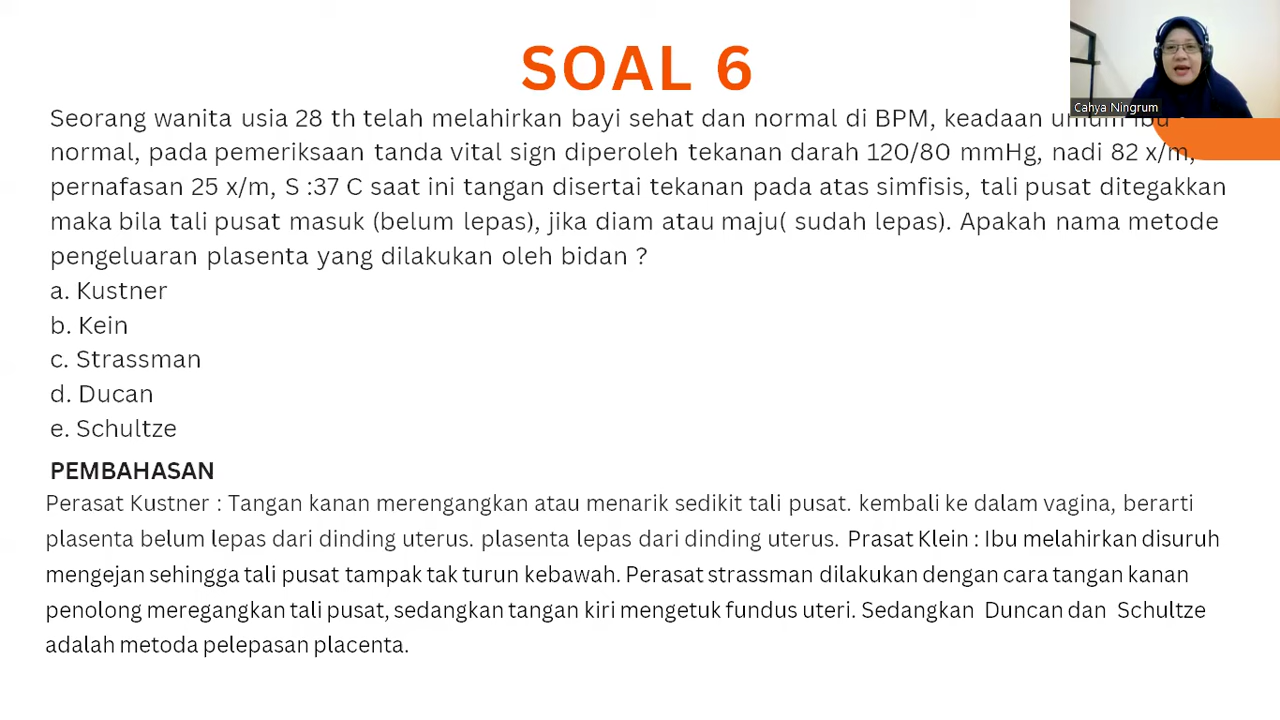 SOAL 6
Cahya Ningrum
Seorang wanita usia 28 th telah melahirkan bayi sehat dan normal di BPM, keadaan umum ibu
normal, pada pemeriksaan tanda vital sign diperoleh tekanan darah 120/80 mmHg, nadi 82 x/m,
pernafasan 25 x/m, S :37 C saat ini tangan disertai tekanan pada atas simfisis, tali pusat ditegakkan
maka bila tali pusat masuk (belum lepas), jika diam atau maju( sudah lepas). Apakah nama metode
pengeluaran plasenta yang dilakukan oleh bidan ?
a. Kustner
b. Kein
c. Strassman
d. Ducan
e. Schultze
PEMBAHASAN
Perasat Kustner : Tangan kanan merengangkan atau menarik sedikit tali pusat. kembali ke dalam vagina, berarti
plasenta belum lepas dari dinding uterus. plasenta lepas dari dinding uterus. Prasat Klein : Ibu melahirkan disuruh
mengejan sehingga tali pusat tampak tak turun kebawah. Perasat strassman dilakukan dengan cara tangan kanan
penolong meregangkan tali pusat, sedangkan tangan kiri mengetuk fundus uteri. Sedangkan Duncan dan Schultze
adalah metoda pelepasan placenta.